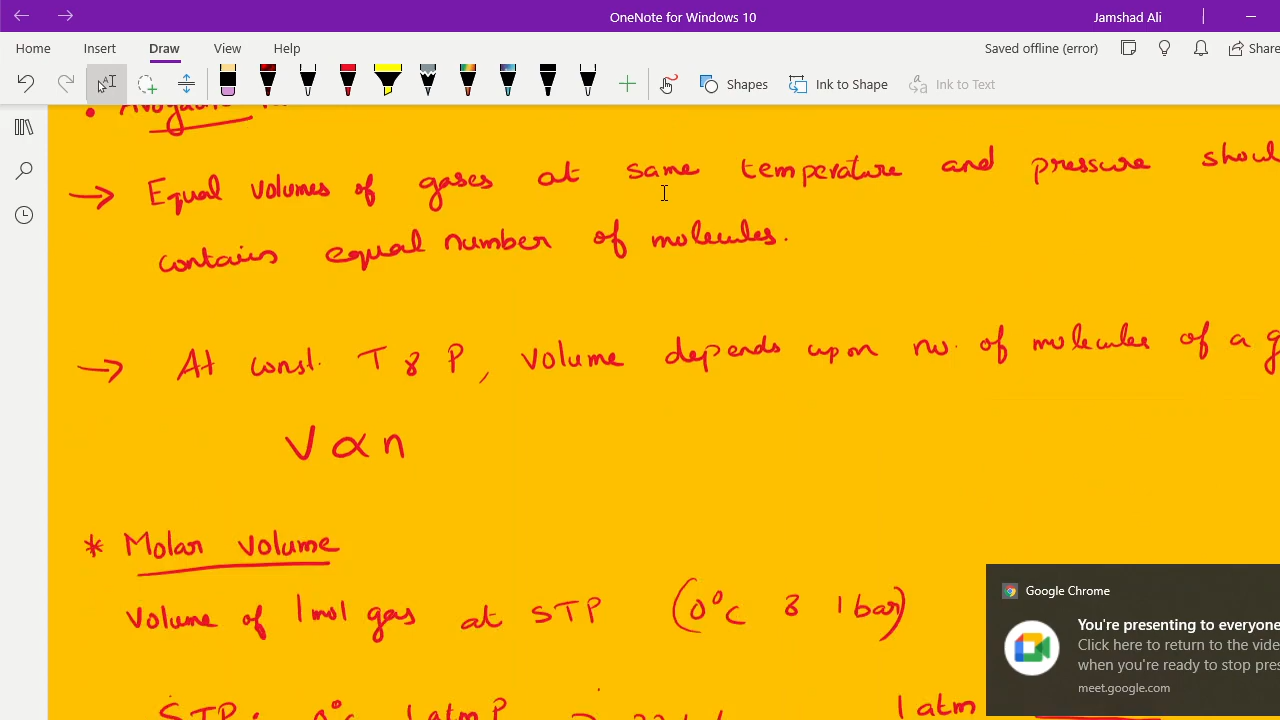 OneNote for Windows 10
Jamshad Ali
Home Insert Draw View Help
Saved offline (error)
Share
Shapes
Ink to Shape
Ink to Text
→ Equal volumes of gases at same temperature and pressure shoul
contains equal number of molecules.
→ At const. T & P, volume depends upon no. of molecules of a g
V ∝ n
* Molar volume
Volume of 1 mol gas at STP (0°C & 1 bar)
Google Chrome
You're presenting to everyone
Click here to return to the vide
when you're ready to stop pres
meet.google.com
1 atm